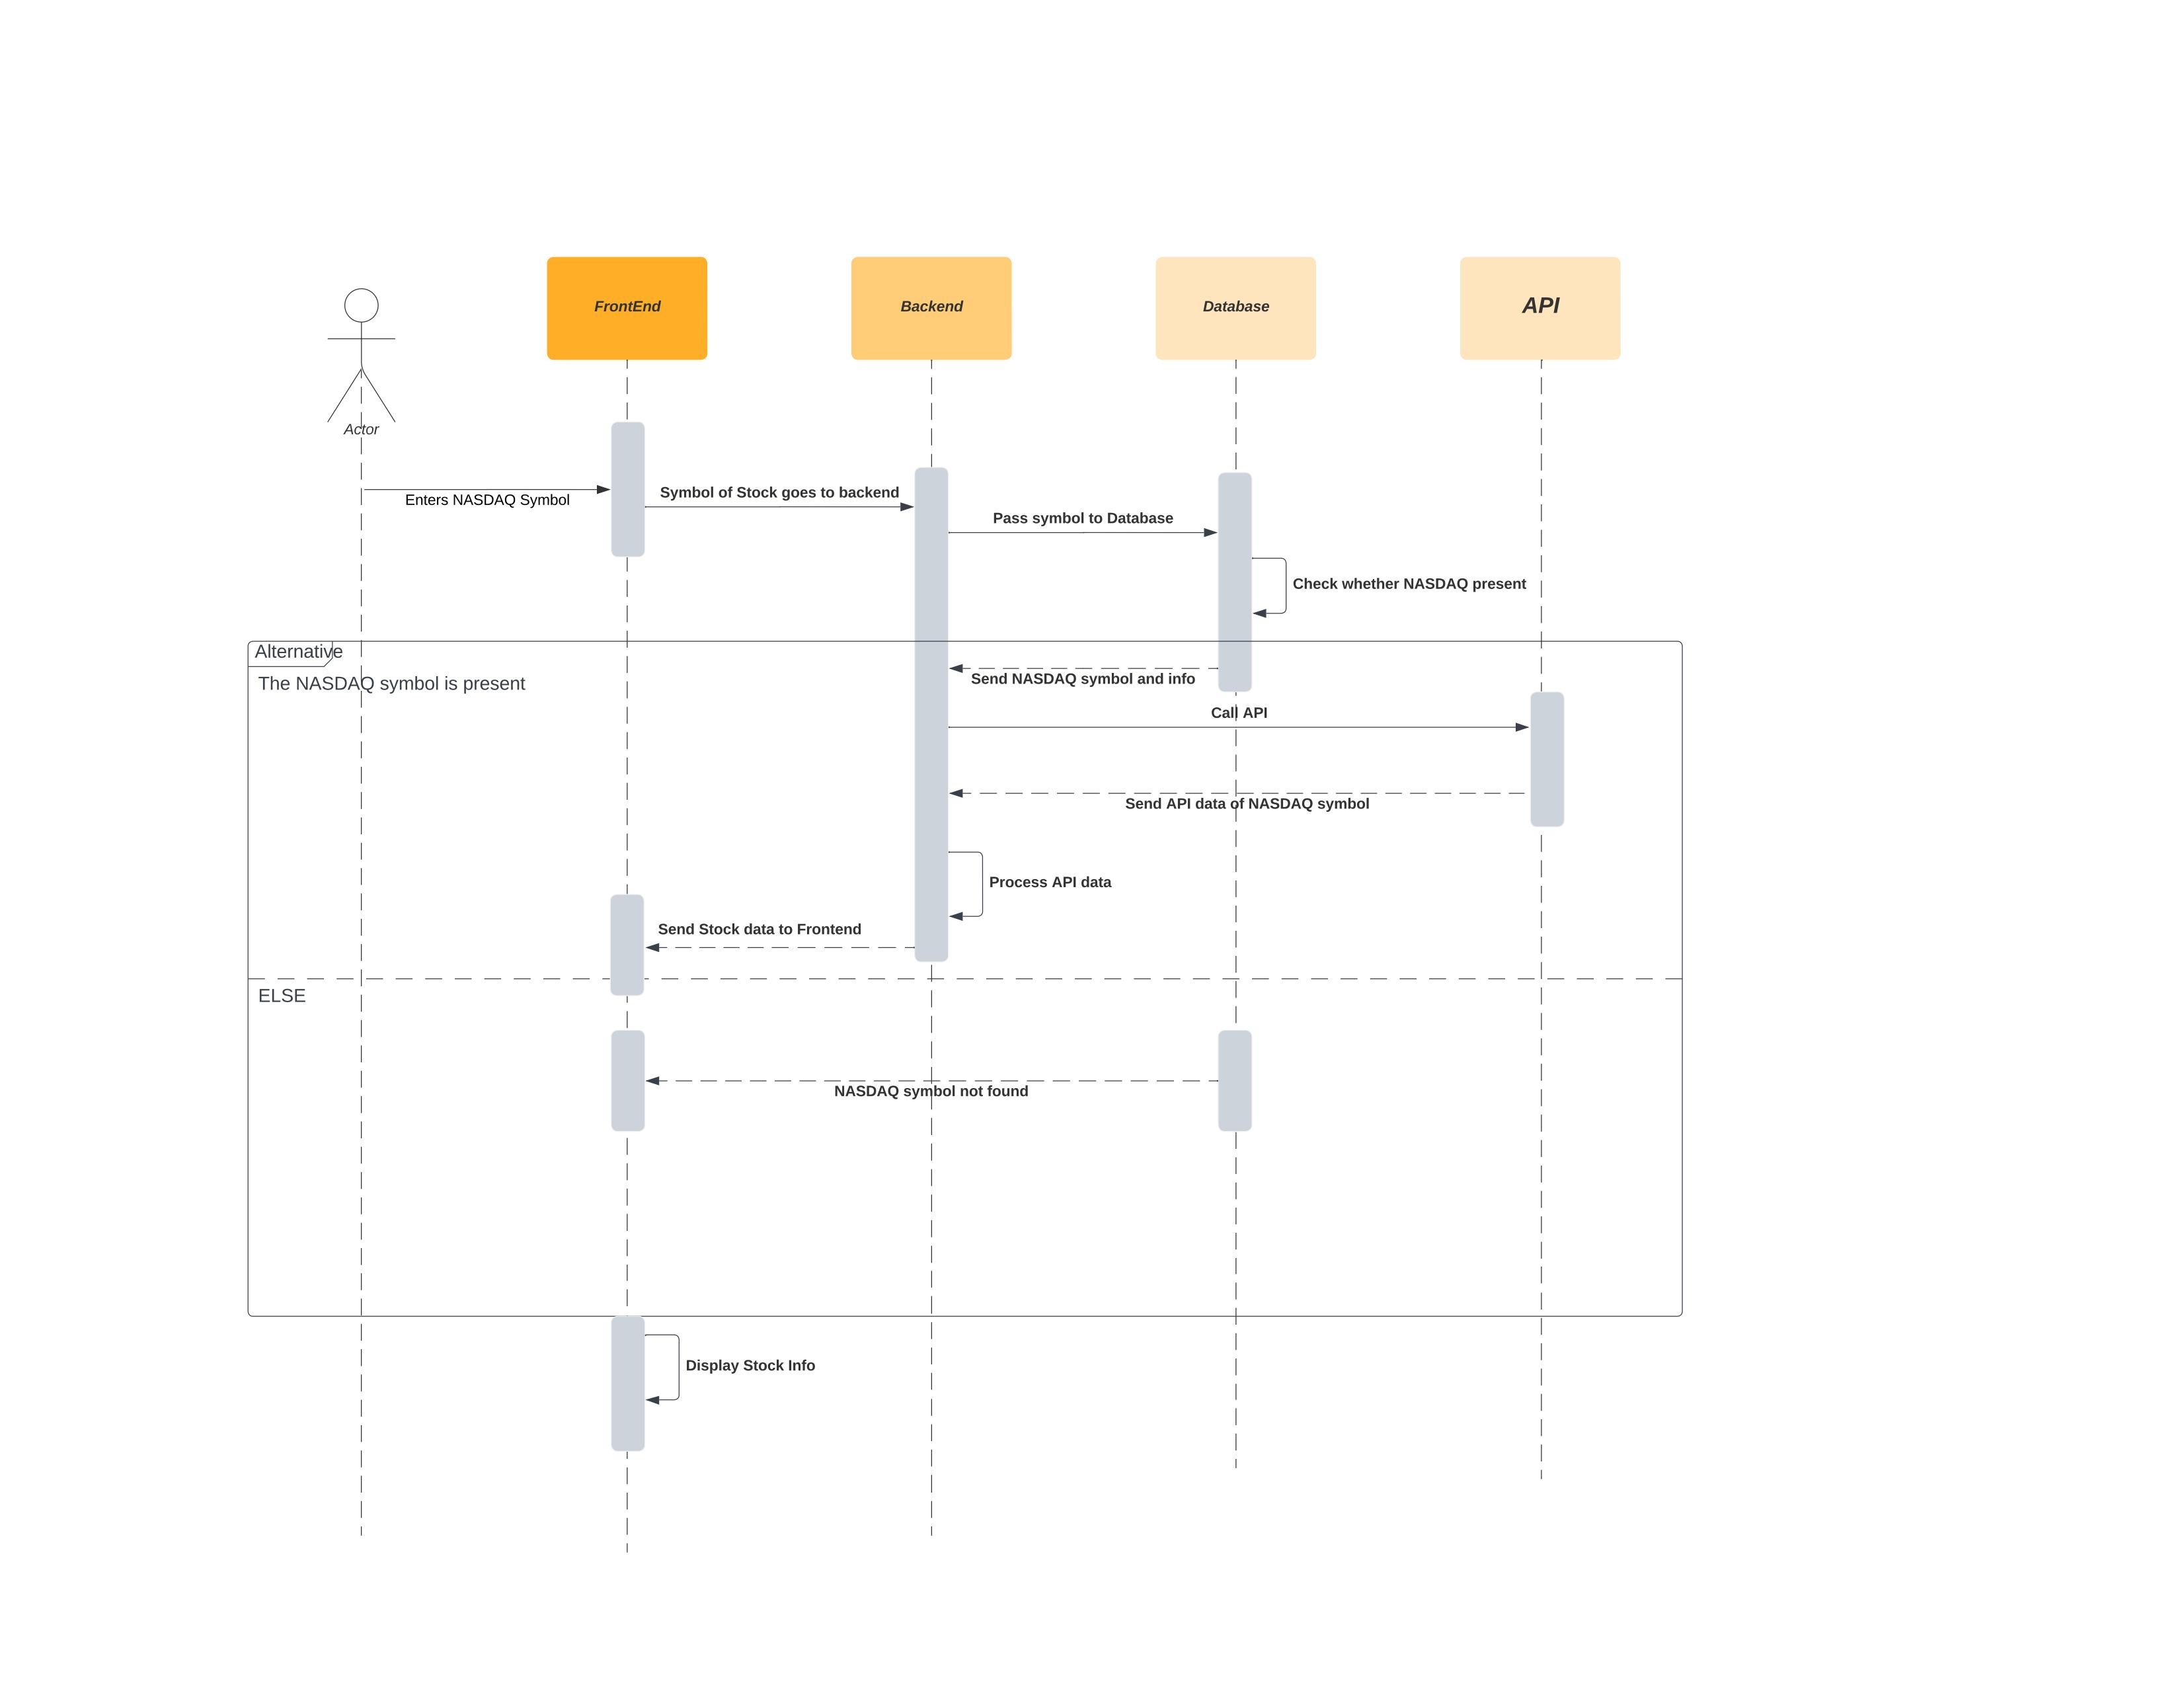 FrontEnd
Backend
Database
API
Actor
Enters NASDAQ Symbol
Symbol of Stock goes to backend
Pass symbol to Database
Check whether NASDAQ present
Alternative
The NASDAQ symbol is present
Send NASDAQ symbol and info
Call API
Send API data of NASDAQ symbol
Process API data
Send Stock data to Frontend
ELSE
NASDAQ symbol not found
Display Stock Info